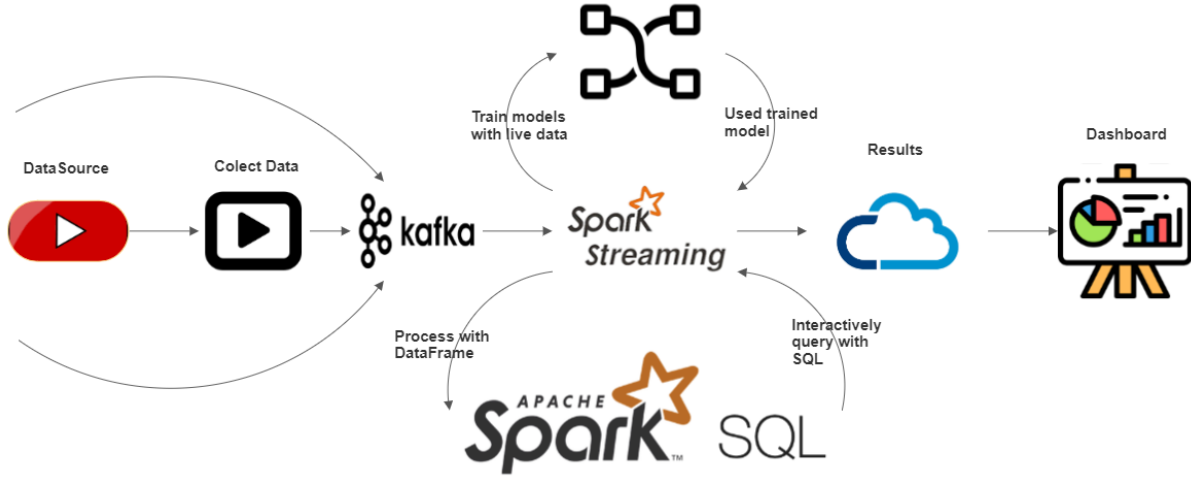 Train models
with live data
Used trained
model
DataSource
Colect Data
Results
Dashboard
kafka
Spark
Streaming
Process with
DataFrame
Interactively
query with
SQL
APACHE
Spark™
SQL